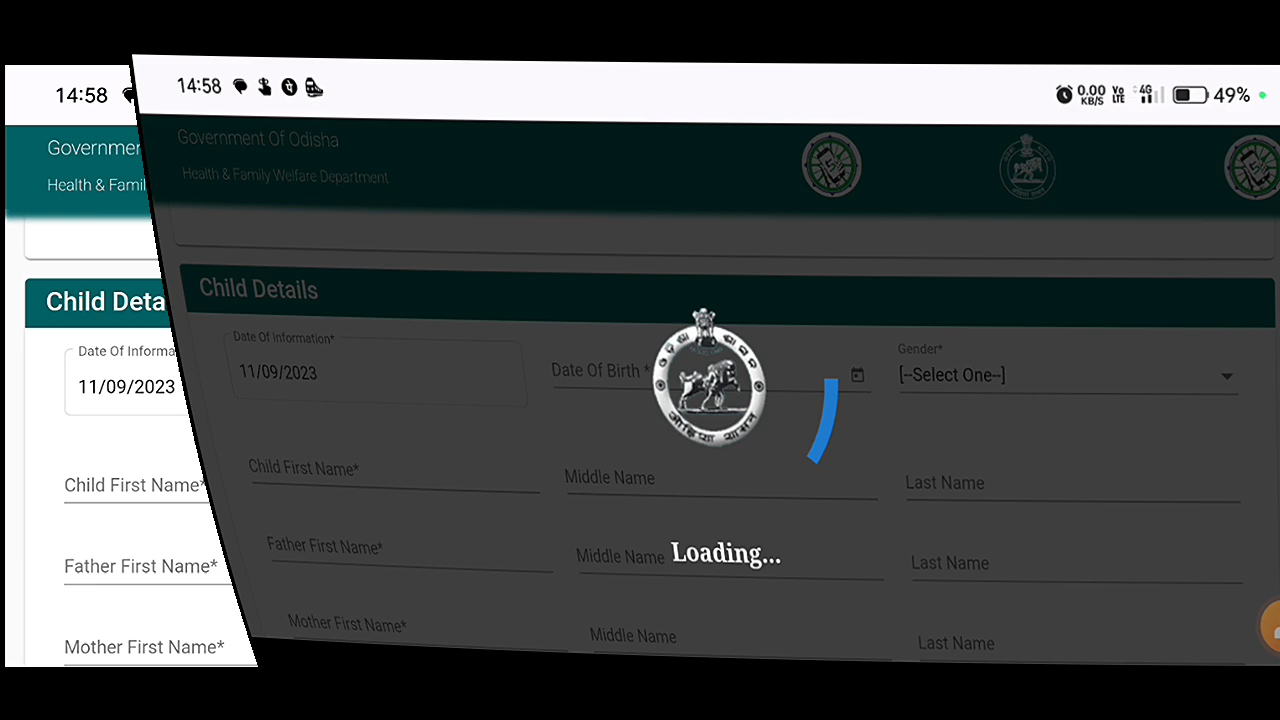 14:58
Governmen
Health & Famil
Child Deta
Date Of Informa
11/09/2023
Child First Name*
Father First Name*
Mother First Name*
14:58 0.00 KB/S Vo LTE 4G 49%
Government Of Odisha
Health & Family Welfare Department
Child Details
Date Of Information*
11/09/2023
Date Of Birth *
Gender*
[--Select One--]
Child First Name* Middle Name Last Name
Father First Name* Middle Name Last Name
Loading...
Mother First Name* Middle Name Last Name